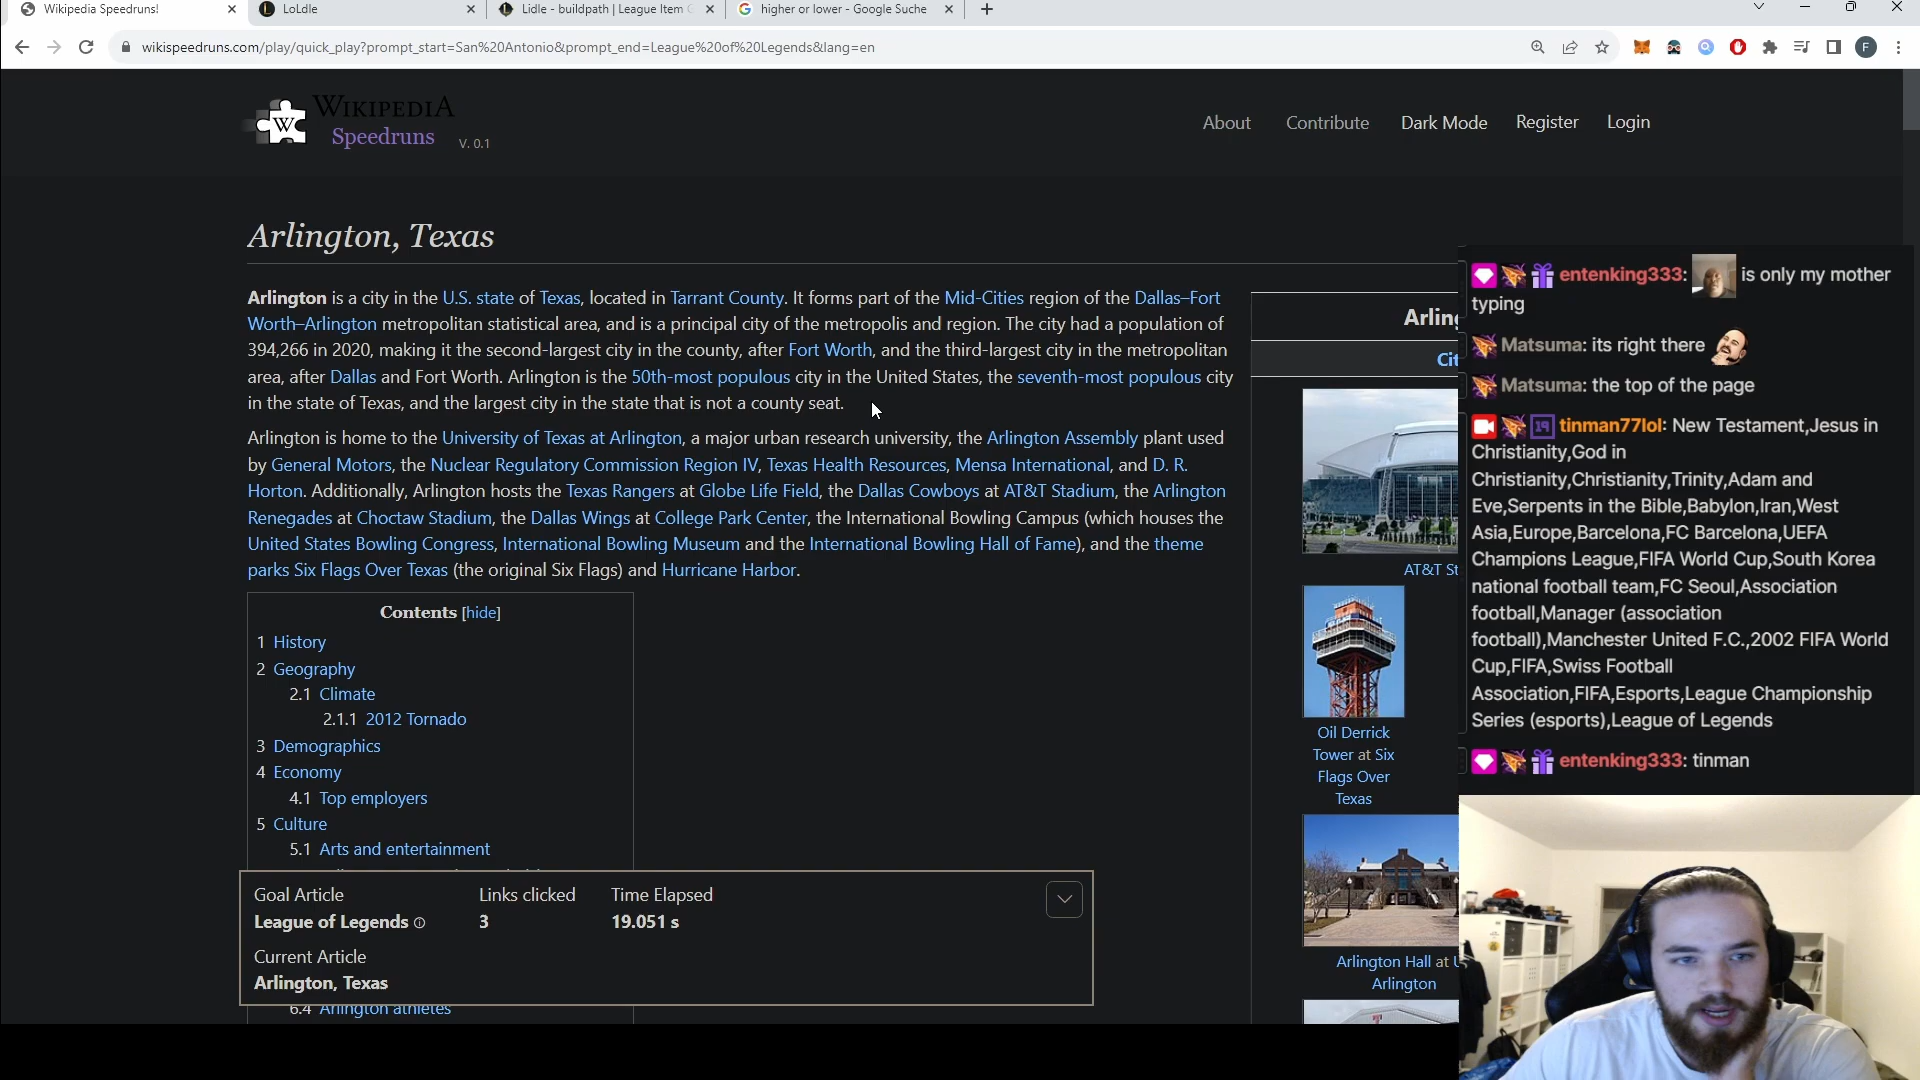 Wikipedia Speedruns!
LoLdle
Lidle - buildpath | League Item G
higher or lower - Google Suche
wikispeedruns.com/play/quick_play?prompt_start=San%20Antonio&prompt_end=League%20of%20Legends&lang=en
F
W
WIKIPEDIA
Speedruns
V. 0.1
About
Contribute
Dark Mode
Register
Login
Arlington, Texas
Arlington is a city in the U.S. state of Texas, located in Tarrant County. It forms part of the Mid-Cities region of the Dallas–Fort
Worth–Arlington metropolitan statistical area, and is a principal city of the metropolis and region. The city had a population of
394,266 in 2020, making it the second-largest city in the county, after Fort Worth, and the third-largest city in the metropolitan
area, after Dallas and Fort Worth. Arlington is the 50th-most populous city in the United States, the seventh-most populous city
in the state of Texas, and the largest city in the state that is not a county seat.
Arlington is home to the University of Texas at Arlington, a major urban research university, the Arlington Assembly plant used
by General Motors, the Nuclear Regulatory Commission Region IV, Texas Health Resources, Mensa International, and D. R.
Horton. Additionally, Arlington hosts the Texas Rangers at Globe Life Field, the Dallas Cowboys at AT&T Stadium, the Arlington
Renegades at Choctaw Stadium, the Dallas Wings at College Park Center, the International Bowling Campus (which houses the
United States Bowling Congress, International Bowling Museum and the International Bowling Hall of Fame), and the theme
parks Six Flags Over Texas (the original Six Flags) and Hurricane Harbor.
Contents [hide]
1 History
2 Geography
2.1 Climate
2.1.1 2012 Tornado
3 Demographics
4 Economy
4.1 Top employers
5 Culture
5.1 Arts and entertainment
Goal Article
League of Legends
Links clicked
3
Time Elapsed
19.051 s
Current Article
Arlington, Texas
6.4 Arlington athletes
Arling
Cit
AT&T St
Oil Derrick
Tower at Six
Flags Over
Texas
Arlington Hall at U
Arlington
entenking333: is only my mother
typing
Matsuma: its right there
Matsuma: the top of the page
19 tinman77lol: New Testament,Jesus in
Christianity,God in
Christianity,Christianity,Trinity,Adam and
Eve,Serpents in the Bible,Babylon,Iran,West
Asia,Europe,Barcelona,FC Barcelona,UEFA
Champions League,FIFA World Cup,South Korea
national football team,FC Seoul,Association
football,Manager (association
football),Manchester United F.C.,2002 FIFA World
Cup,FIFA,Swiss Football
Association,FIFA,Esports,League Championship
Series (esports),League of Legends
entenking333: tinman